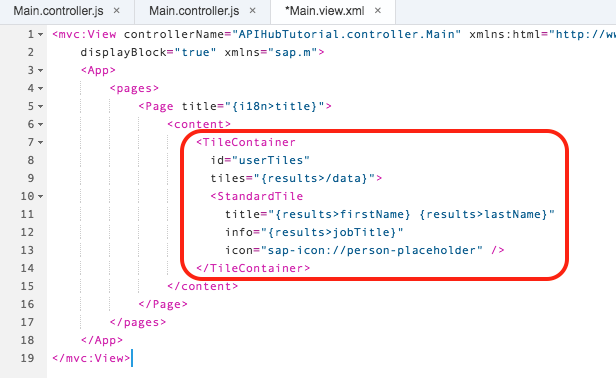 Main.controller.js × Main.controller.js × *Main.view.xml ×
1 <mvc:View controllerName="APIHubTutorial.controller.Main" xmlns:html="http://ww
2 displayBlock="true" xmlns="sap.m">
3 <App>
4 <pages>
5 <Page title="{i18n>title}">
6 <content>
7 <TileContainer
8 id="userTiles"
9 tiles="{results>/data}">
10 <StandardTile
11 title="{results>firstName} {results>lastName}"
12 info="{results>jobTitle}"
13 icon="sap-icon://person-placeholder" />
14 </TileContainer>
15 </content>
16 </Page>
17 </pages>
18 </App>
19 </mvc:View>